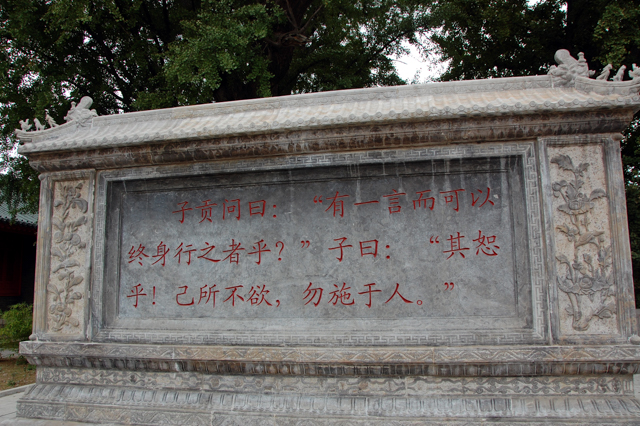 子贡问曰：“有一言而可以
终身行之者乎？”子曰：“其恕
乎！己所不欲，勿施于人。”